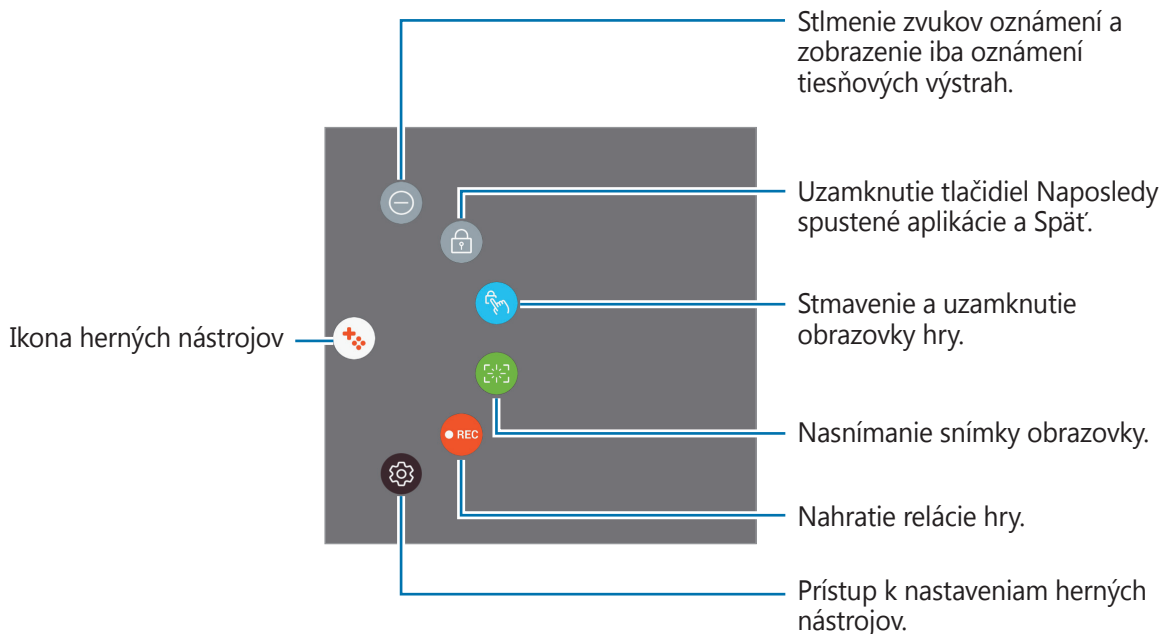 Stlmenie zvukov oznámení a
zobrazenie iba oznámení
tiesňových výstrah.
Uzamknutie tlačidiel Naposledy
spustené aplikácie a Späť.
Stmavenie a uzamknutie
obrazovky hry.
Ikona herných nástrojov
Nasnímanie snímky obrazovky.
REC
Nahratie relácie hry.
Prístup k nastaveniam herných
nástrojov.